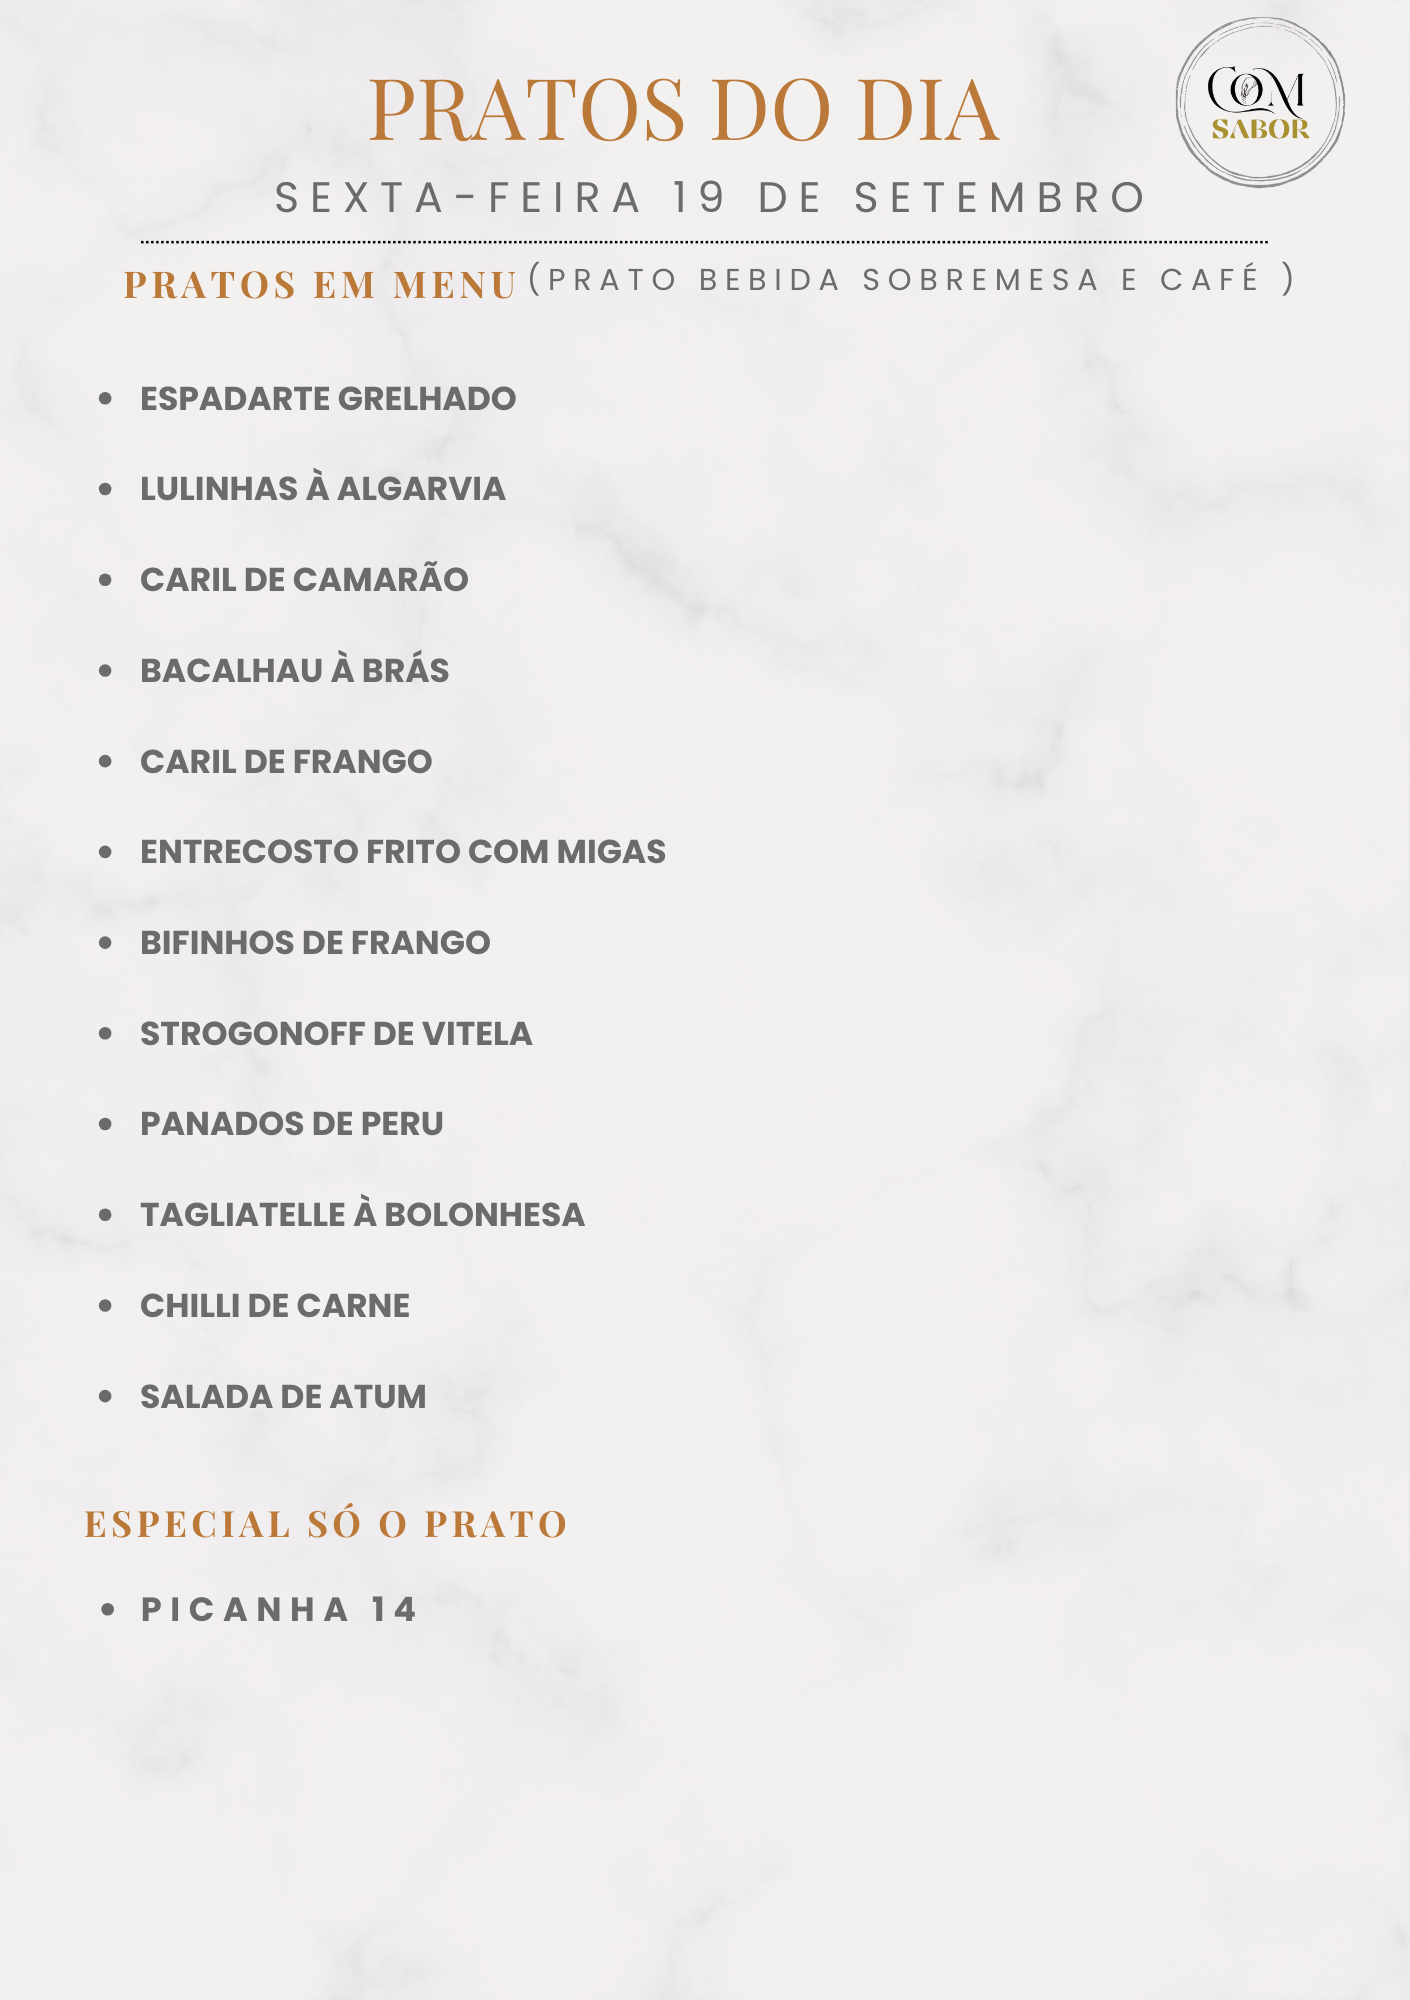 COM
SABOR
PRATOS DO DIA
SEXTA-FEIRA 19 DE SETEMBRO
PRATOS EM MENU (PRATO BEBIDA SOBREMESA E CAFÉ )
• ESPADARTE GRELHADO
• LULINHAS À ALGARVIA
• CARIL DE CAMARÃO
• BACALHAU À BRÁS
• CARIL DE FRANGO
• ENTRECOSTO FRITO COM MIGAS
• BIFINHOS DE FRANGO
• STROGONOFF DE VITELA
• PANADOS DE PERU
• TAGLIATELLE À BOLONHESA
• CHILLI DE CARNE
• SALADA DE ATUM
ESPECIAL SÓ O PRATO
• PICANHA 14